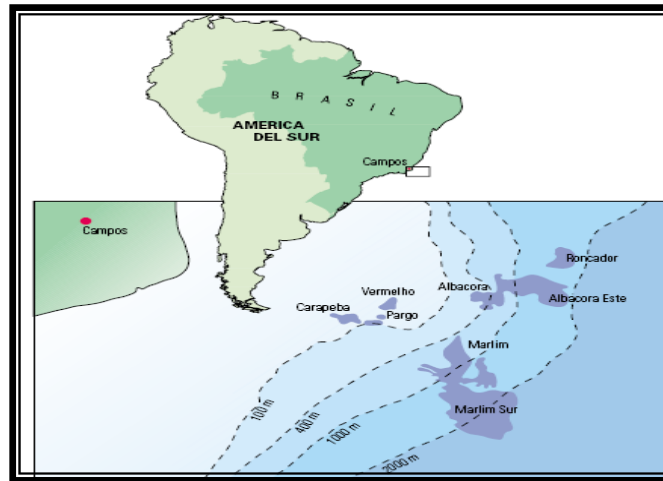 BRASIL
AMERICA
DEL SUR
Campos
Campos
Roncador
Albacora
Albacora Este
Vermelho
Carapeba
Pargo
Marlim
Marlim Sur
100 m
400 m
1000 m
2000 m